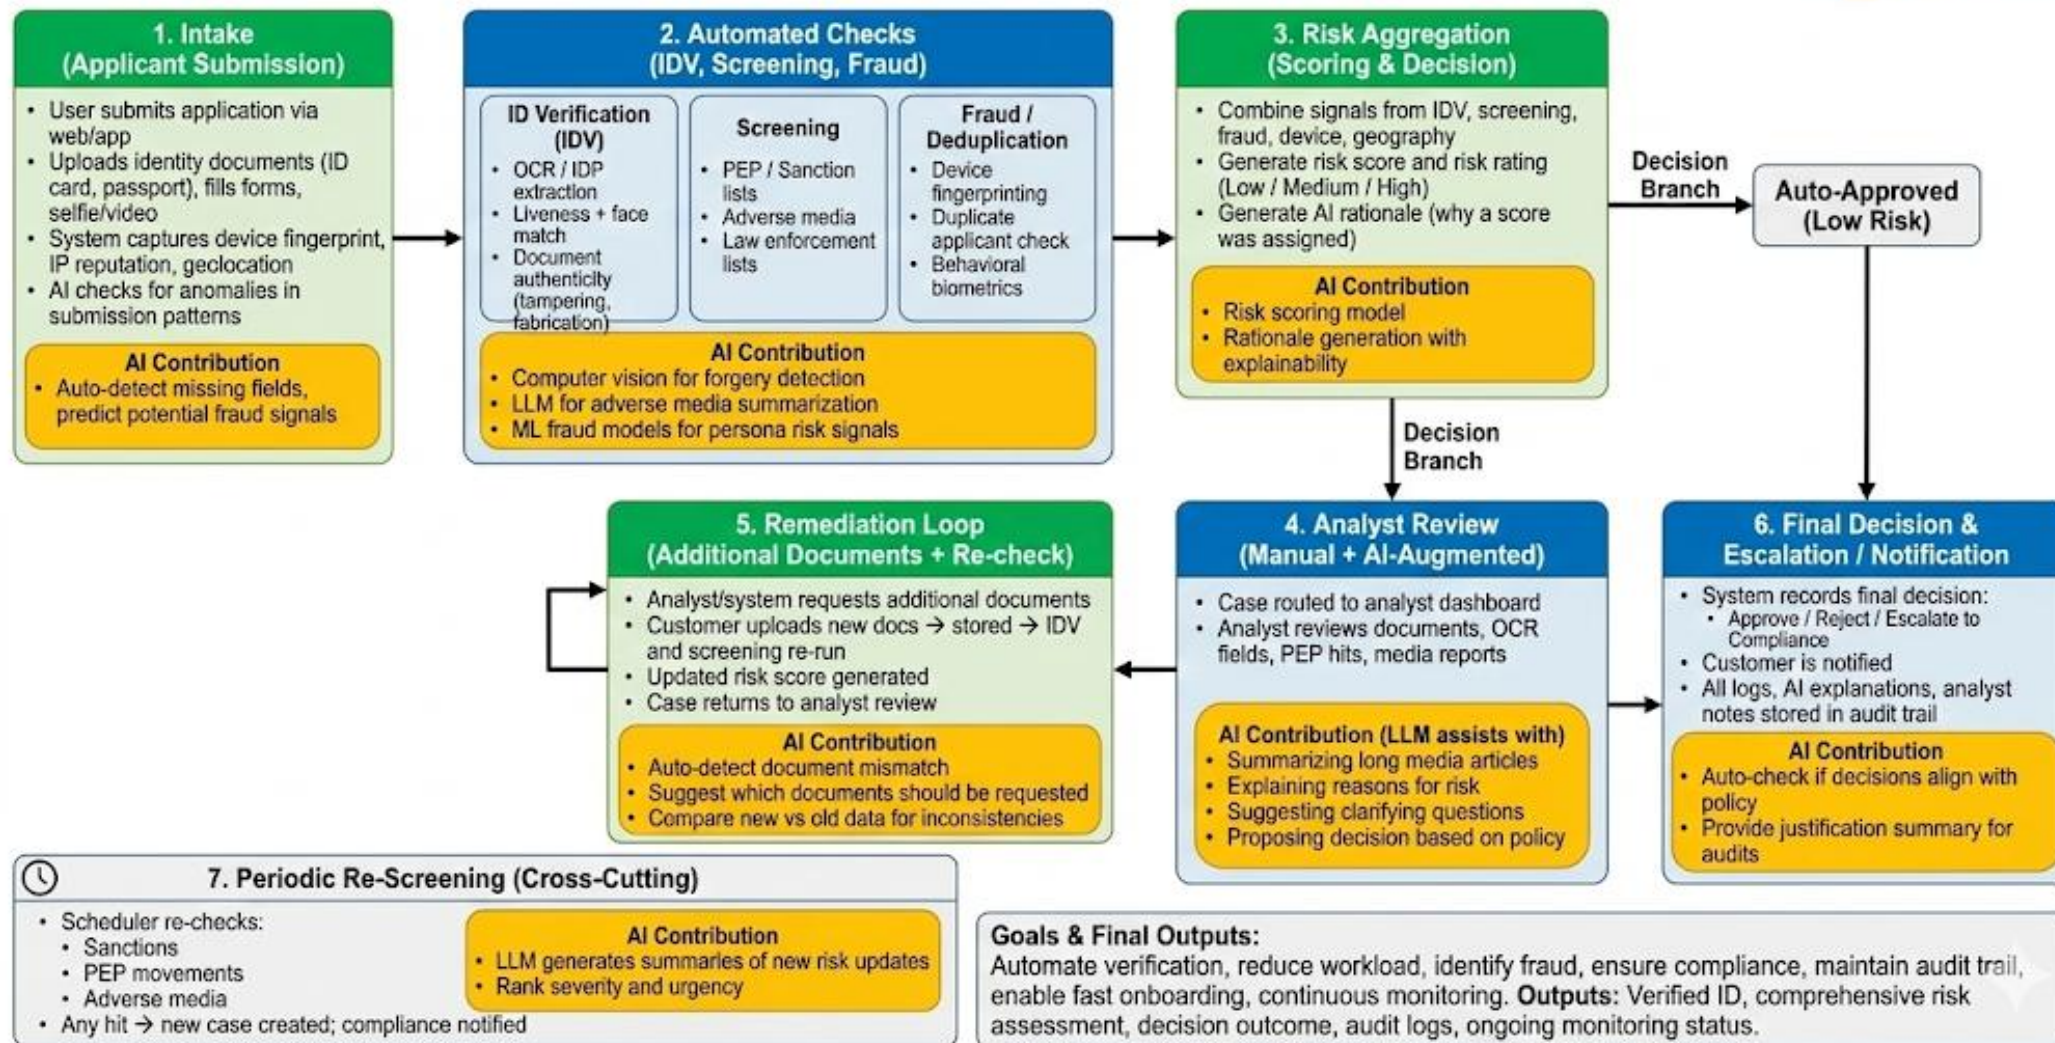 1. Intake
(Applicant Submission)
• User submits application via
web/app
• Uploads identity documents (ID
card, passport), fills forms,
selfie/video
• System captures device fingerprint,
IP reputation, geolocation
• AI checks for anomalies in
submission patterns
AI Contribution
• Auto-detect missing fields,
predict potential fraud signals
2. Automated Checks
(IDV, Screening, Fraud)
ID Verification
(IDV)
• OCR / IDP
extraction
• Liveness + face
match
• Document
authenticity
(tampering,
fabrication)
Screening
• PEP / Sanction
lists
• Adverse media
• Law enforcement
lists
Fraud /
Deduplication
• Device
fingerprinting
• Duplicate
applicant check
• Behavioral
biometrics
AI Contribution
• Computer vision for forgery detection
• LLM for adverse media summarization
• ML fraud models for persona risk signals
3. Risk Aggregation
(Scoring & Decision)
• Combine signals from IDV, screening,
fraud, device, geography
• Generate risk score and risk rating
(Low / Medium / High)
• Generate AI rationale (why a score
was assigned)
AI Contribution
• Risk scoring model
• Rationale generation with
explainability
Decision
Branch
Auto-Approved
(Low Risk)
Decision
Branch
5. Remediation Loop
(Additional Documents + Re-check)
• Analyst/system requests additional documents
• Customer uploads new docs → stored → IDV
and screening re-run
• Updated risk score generated
• Case returns to analyst review
AI Contribution
• Auto-detect document mismatch
• Suggest which documents should be requested
• Compare new vs old data for inconsistencies
4. Analyst Review
(Manual + AI-Augmented)
• Case routed to analyst dashboard
• Analyst reviews documents, OCR
fields, PEP hits, media reports
AI Contribution (LLM assists with)
• Summarizing long media articles
• Explaining reasons for risk
• Suggesting clarifying questions
• Proposing decision based on policy
6. Final Decision &
Escalation / Notification
• System records final decision:
• Approve / Reject / Escalate to
Compliance
• Customer is notified
• All logs, AI explanations, analyst
notes stored in audit trail
AI Contribution
• Auto-check if decisions align with
policy
• Provide justification summary for
audits
7. Periodic Re-Screening (Cross-Cutting)
• Scheduler re-checks:
• Sanctions
• PEP movements
• Adverse media
• Any hit → new case created; compliance notified
AI Contribution
• LLM generates summaries of new risk updates
• Rank severity and urgency
Goals & Final Outputs:
Automate verification, reduce workload, identify fraud, ensure compliance, maintain audit trail,
enable fast onboarding, continuous monitoring. Outputs: Verified ID, comprehensive risk
assessment, decision outcome, audit logs, ongoing monitoring status.